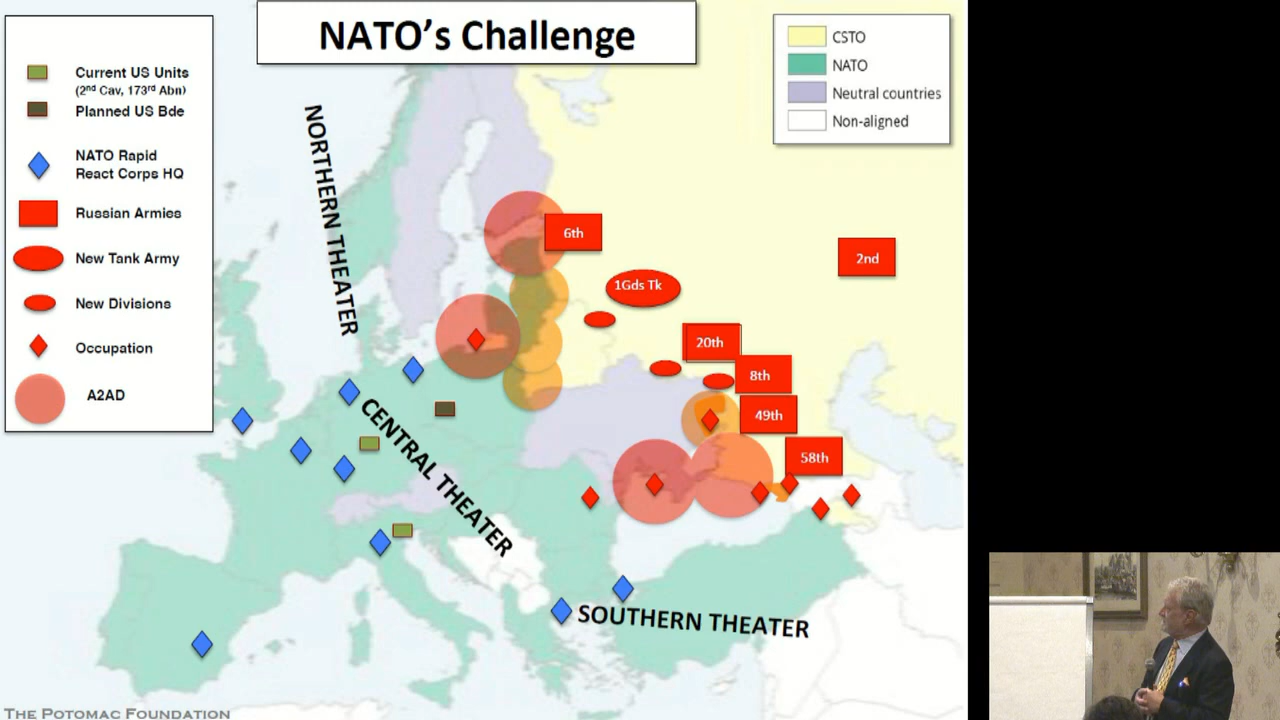 NATO's Challenge
Current US Units
(2nd Cav, 173rd Abn)
Planned US Bde
NATO Rapid
React Corps HQ
Russian Armies
New Tank Army
New Divisions
Occupation
A2AD
CSTO
NATO
Neutral countries
Non-aligned
NORTHERN THEATER
6th
2nd
1Gds Tk
20th
8th
49th
58th
CENTRAL THEATER
SOUTHERN THEATER
THE POTOMAC FOUNDATION